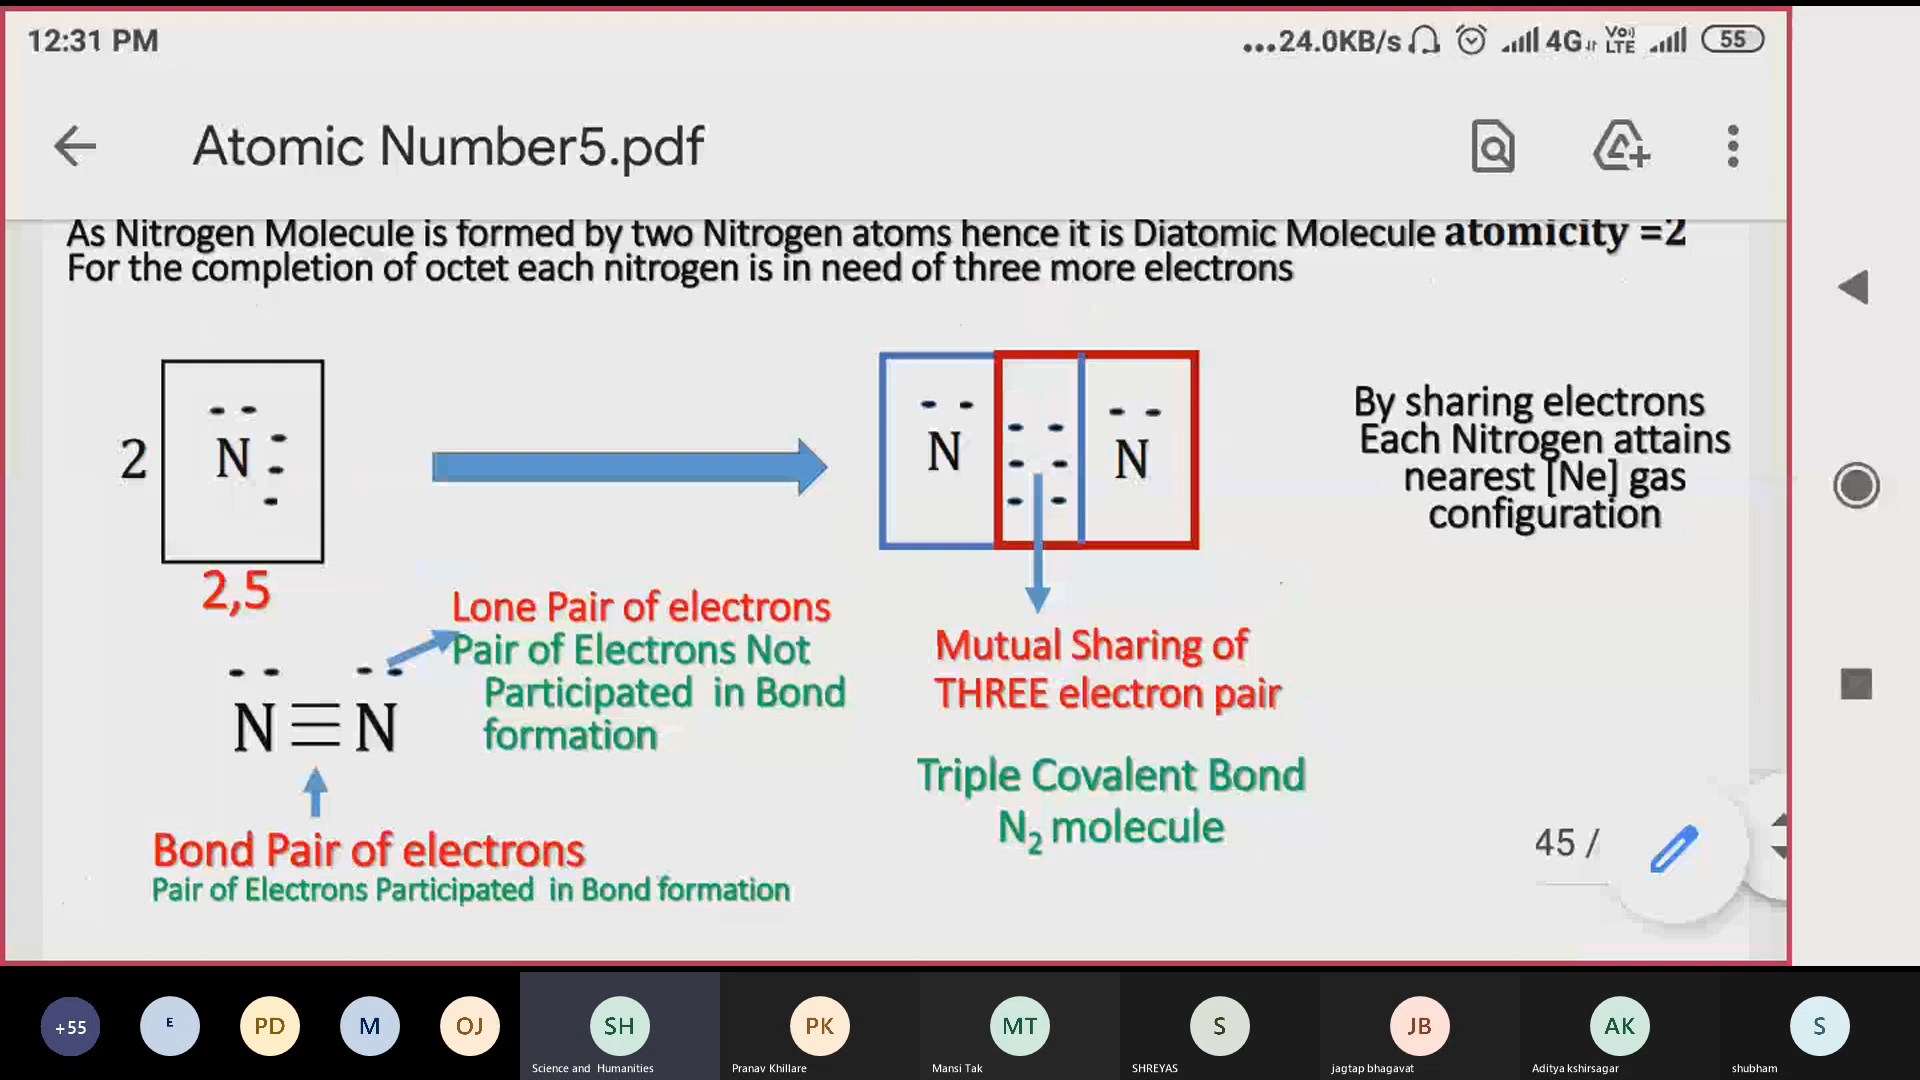 12:31 PM
...24.0KB/s 4G Vo) LTE 55
Atomic Number5.pdf
As Nitrogen Molecule is formed by two Nitrogen atoms hence it is Diatomic Molecule atomicity =2
For the completion of octet each nitrogen is in need of three more electrons
2 N
2,5
N N
By sharing electrons
Each Nitrogen attains
nearest [Ne] gas
configuration
Lone Pair of electrons
Pair of Electrons Not
Participated in Bond
formation
N≡N
Bond Pair of electrons
Pair of Electrons Participated in Bond formation
Mutual Sharing of
THREE electron pair
Triple Covalent Bond
N₂ molecule
45 /
+55 E PD M OJ SH PK MT S JB AK S
Science and Humanities Pranav Khillare Mansi Tak SHREYAS jagtap bhagavat Aditya kshirsagar shubham